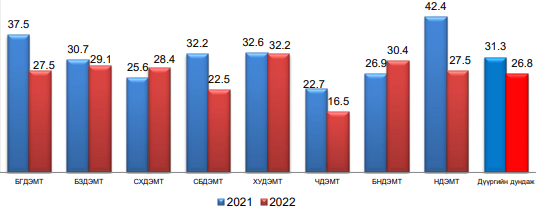 37.5 27.5 30.7 29.1 25.6 28.4 32.2 22.5 32.6 32.2 22.7 16.5 26.9 30.4 42.4 27.5 31.3 26.8
БГДЭМТ БЗДЭМТ СХДЭМТ СБДЭМТ ХУДЭМТ ЧДЭМТ БНДЭМТ НДЭМТ Дүүргийн дундаж
2021 2022